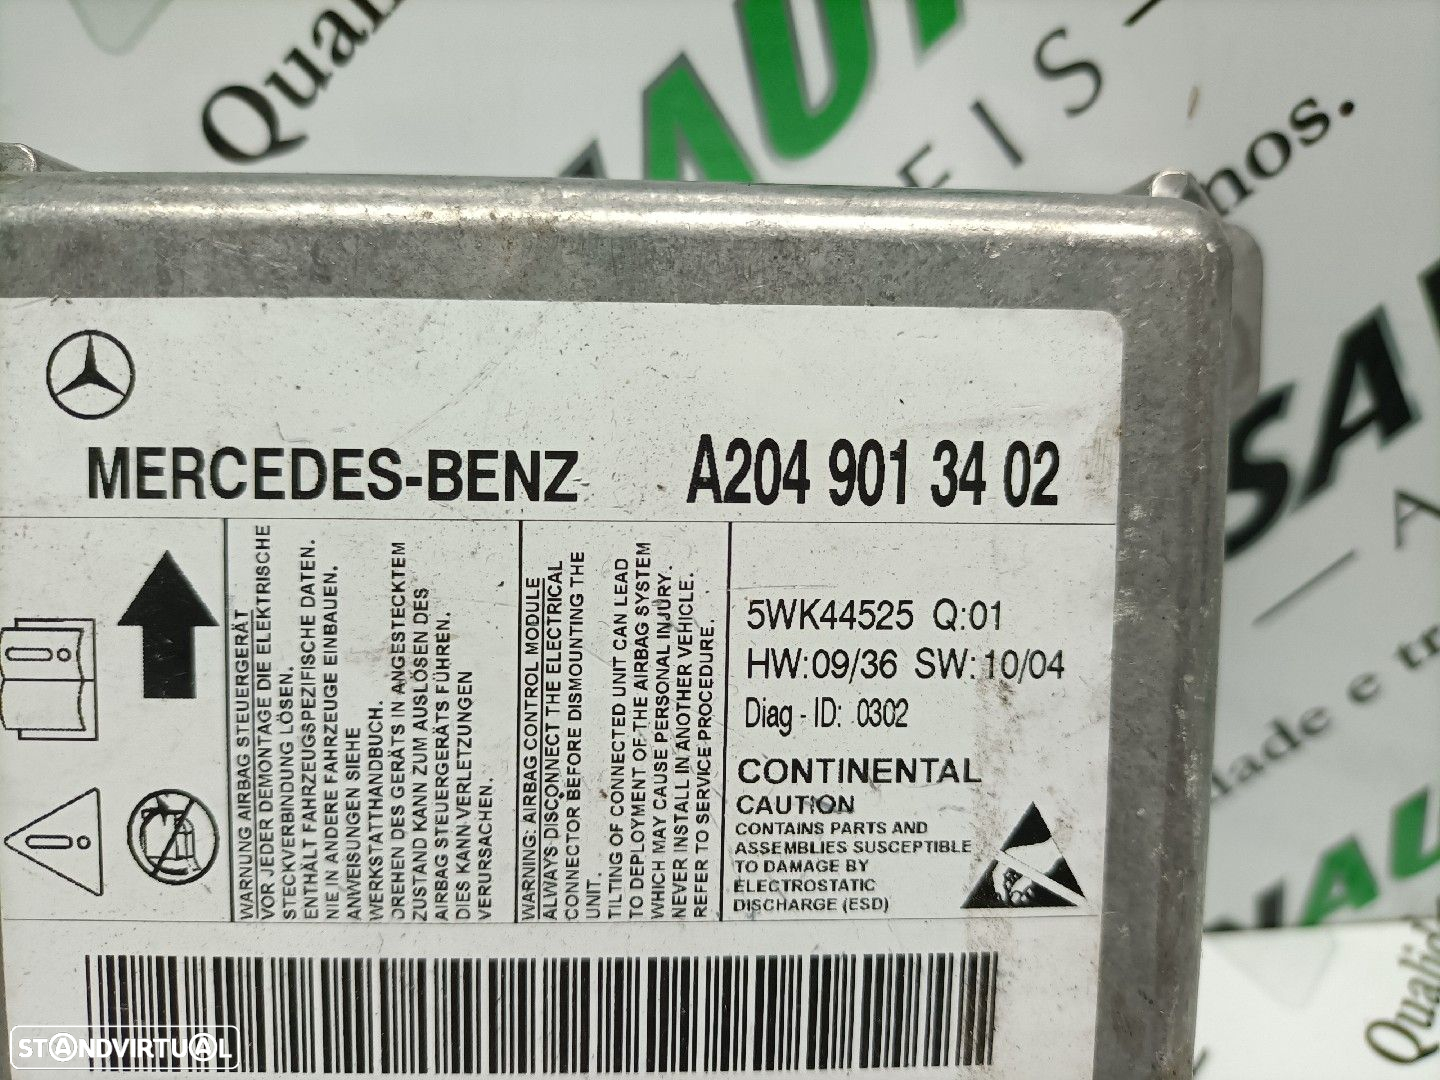 MERCEDES-BENZ
A204 901 34 02
WARNUNG AIRBAG STEUERGERÄT
VOR JEDER DEMONTAGE DIE ELEKTRISCHE
STECKVERBINDUNG LÖSEN.
ENTHÄLT FAHRZEUGSPEZIFISCHE DATEN.
NIE IN ANDERE FAHRZEUGE EINBAUEN.
ANWEISUNGEN SIEHE
WERKSTATTHANDBUCH.
DREHEN DES GERÄTS IN ANGESTECKTEM
ZUSTAND KANN ZUM AUSLÖSEN DES
AIRBAG STEUERGERÄTS FÜHREN.
DIES KANN VERLETZUNGEN
VERURSACHEN.
WARNING: AIRBAG CONTROL MODULE
ALWAYS DISCONNECT THE ELECTRICAL
CONNECTOR BEFORE DISMOUNTING THE
UNIT.
TILTING OF CONNECTED UNIT CAN LEAD
TO DEPLOYMENT OF THE AIRBAG SYSTEM
WHICH MAY CAUSE PERSONAL INJURY.
NEVER INSTALL IN ANOTHER VEHICLE.
REFER TO SERVICE PROCEDURE.
5WK44525 Q:01
HW:09/36 SW:10/04
Diag - ID: 0302
CONTINENTAL
CAUTION
CONTAINS PARTS AND
ASSEMBLIES SUSCEPTIBLE
TO DAMAGE BY
ELECTROSTATIC
DISCHARGE (ESD)
STANDVIRTUAL